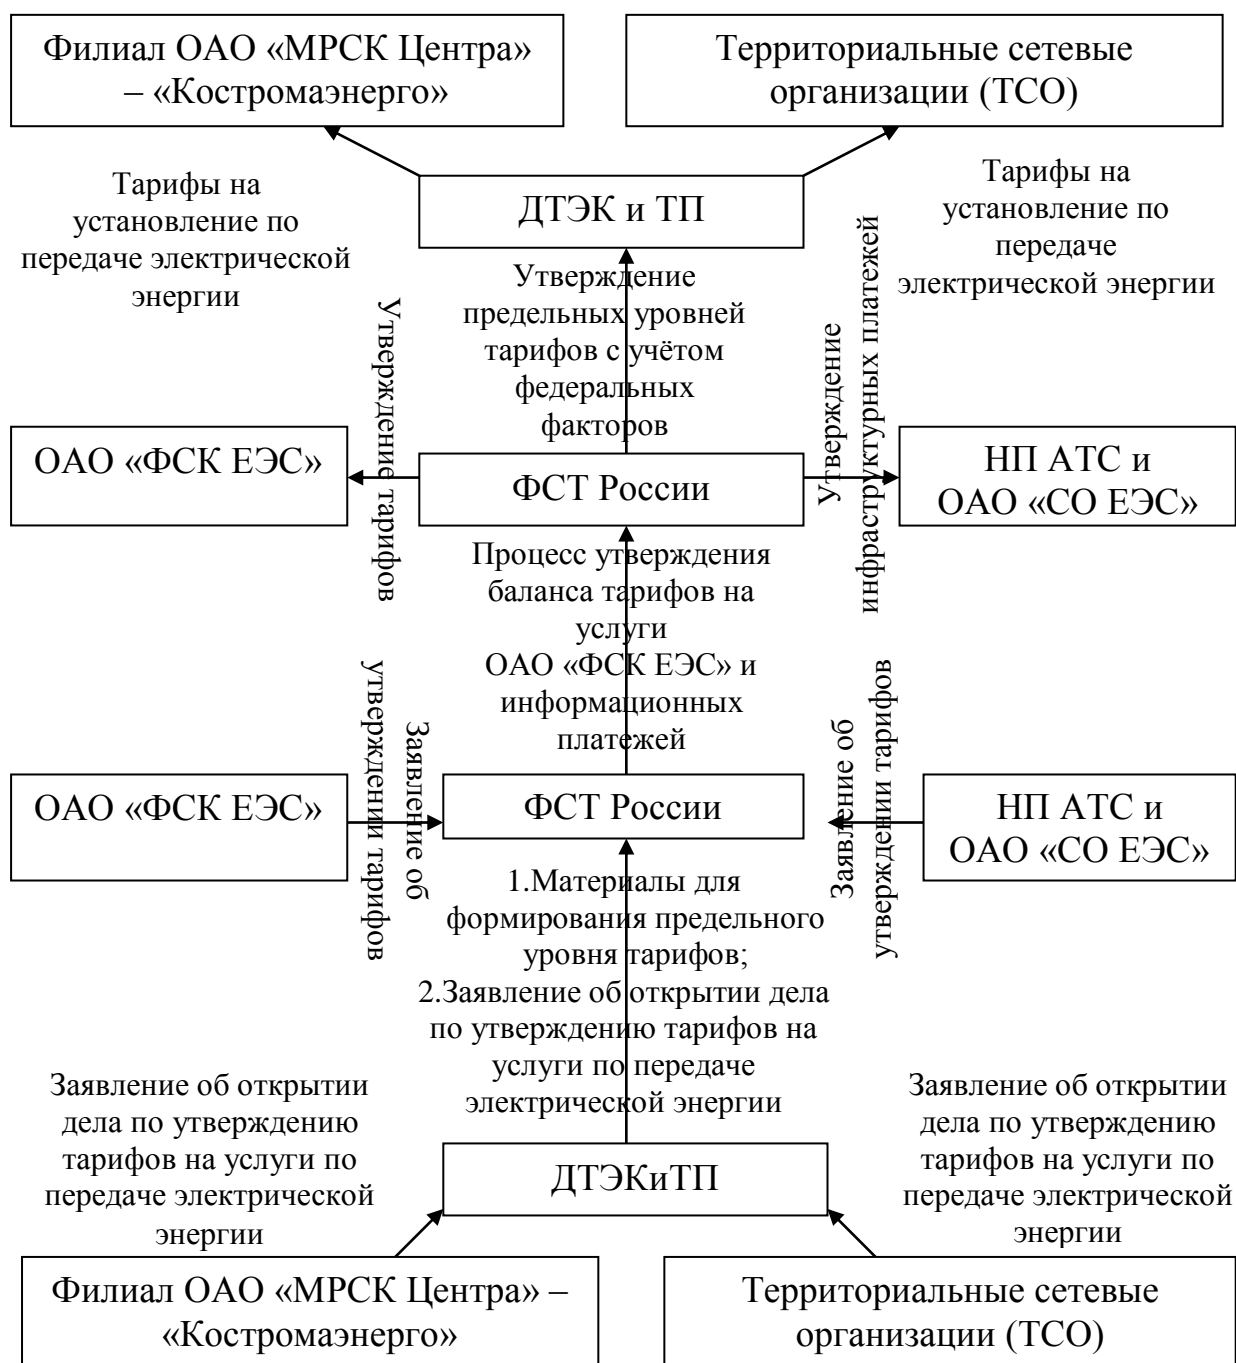 Филиал ОАО «МРСК Центра»
– «Костромаэнерго»
Территориальные сетевые
организации (ТСО)
Тарифы на
установление по
передаче электрической
энергии
ДТЭК и ТП
Тарифы на
установление по
передаче
электрической энергии
Утверждение
предельных уровней
тарифов с учётом
федеральных
факторов
Утверждение тарифов
Утверждение
инфраструктурных платежей
ОАО «ФСК ЕЭС»
ФСТ России
НП АТС и
ОАО «СО ЕЭС»
Процесс утверждения
баланса тарифов на
услуги
ОАО «ФСК ЕЭС» и
информационных
платежей
Заявление об
утверждении тарифов
Заявление об
утверждении тарифов
ОАО «ФСК ЕЭС»
ФСТ России
НП АТС и
ОАО «СО ЕЭС»
1.Материалы для
формирования предельного
уровня тарифов;
2.Заявление об открытии дела
по утверждению тарифов на
услуги по передаче
электрической энергии
Заявление об открытии
дела по утверждению
тарифов на услуги по
передаче электрической
энергии
ДТЭКиТП
Заявление об открытии
дела по утверждению
тарифов на услуги по
передаче электрической
энергии
Филиал ОАО «МРСК Центра» –
«Костромаэнерго»
Территориальные сетевые
организации (ТСО)